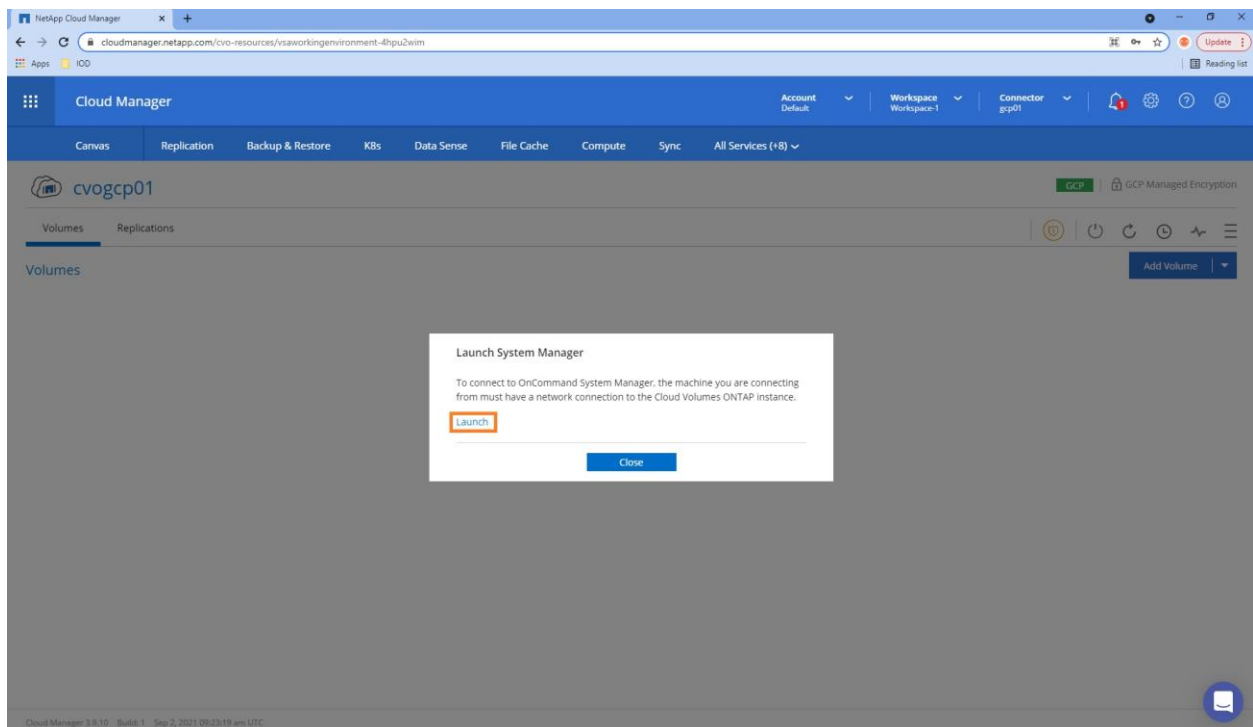 NetApp Cloud Manager
cloudmanager.netapp.com/cvo-resources/vsaworkingenvironment-4hpu2wim
Update
Apps
IOD
Reading list
Cloud Manager
Account
Default
Workspace
Workspace-1
Connector
gcp01
1
Canvas
Replication
Backup & Restore
K8s
Data Sense
File Cache
Compute
Sync
All Services (+8)
cvogcp01
GCP
GCP Managed Encryption
Volumes
Replications
Volumes
Add Volume
Launch System Manager
To connect to OnCommand System Manager, the machine you are connecting
from must have a network connection to the Cloud Volumes ONTAP instance.
Launch
Close
Cloud Manager 3.9.10 Build: 1 Sep 2, 2021 09:23:19 am UTC